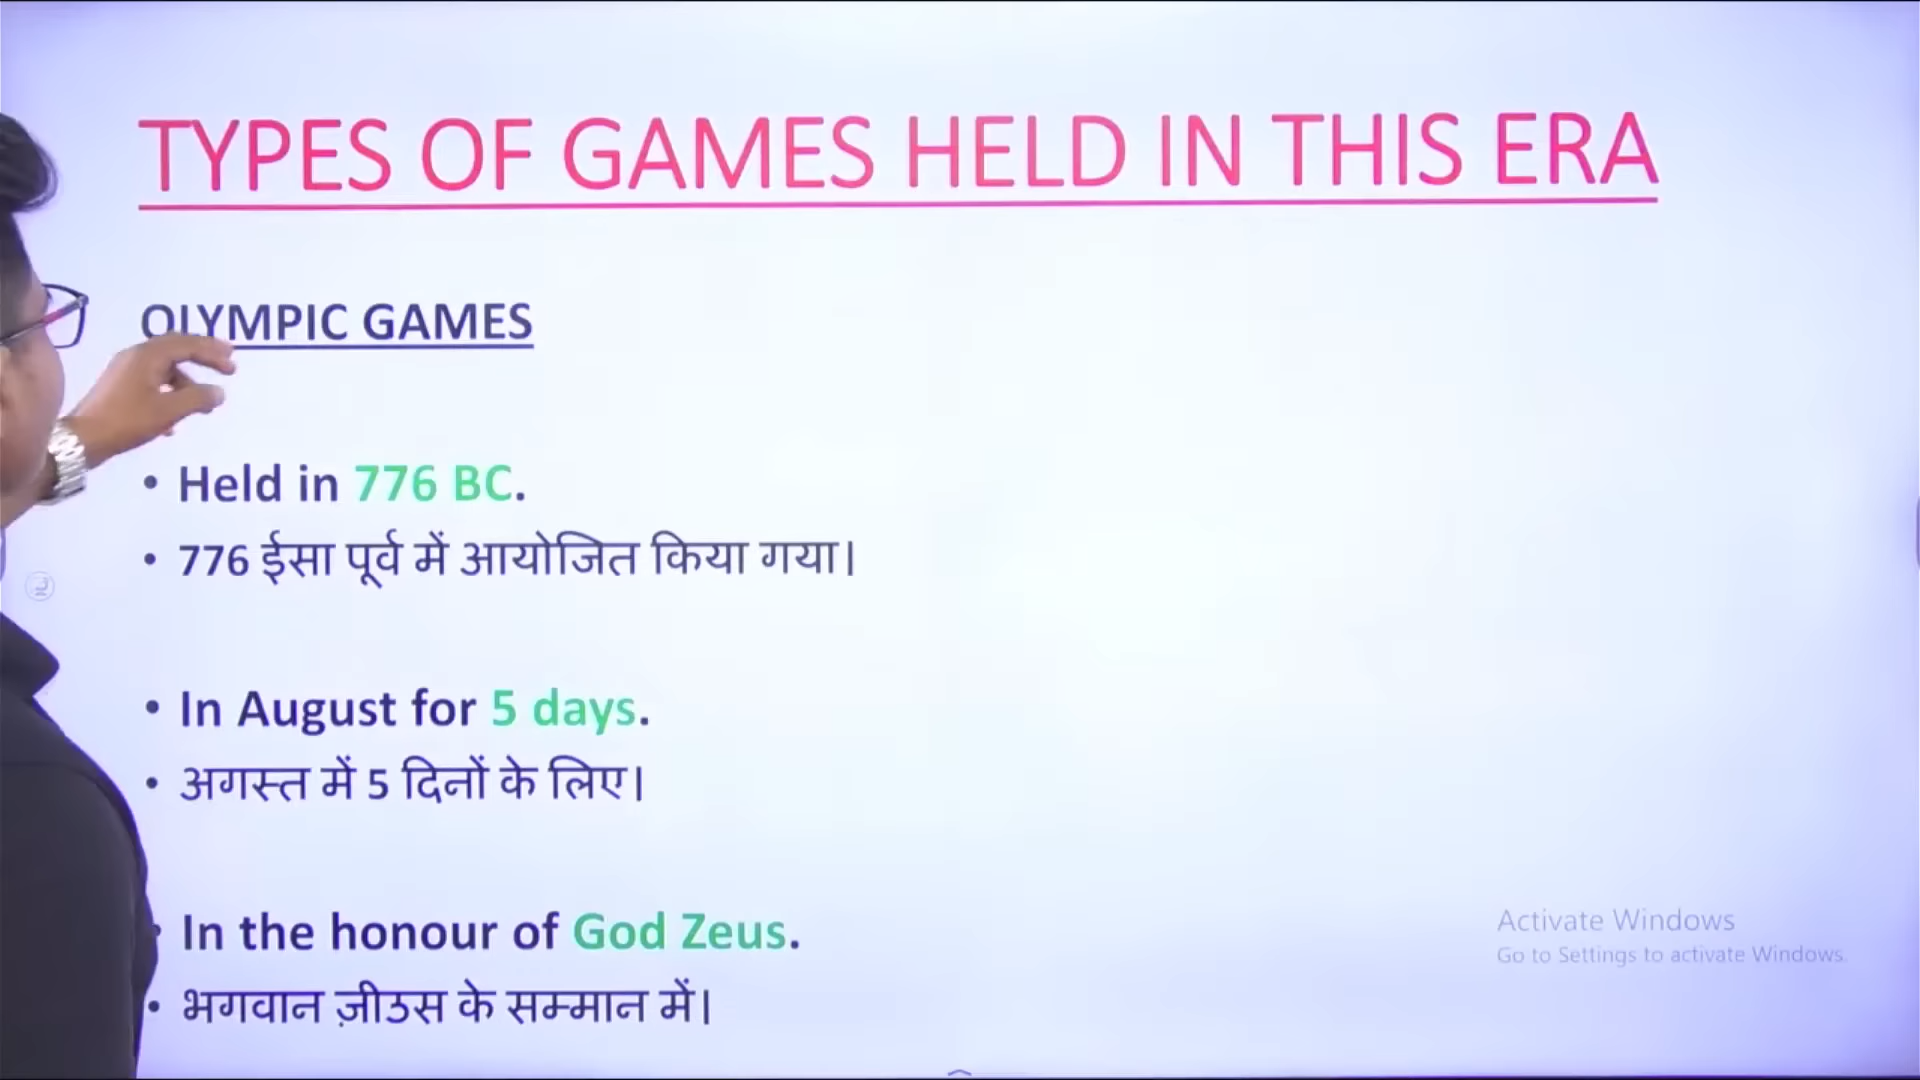 TYPES OF GAMES HELD IN THIS ERA
OLYMPIC GAMES
• Held in 776 BC.
• 776 ईसा पूर्व में आयोजित किया गया।
• In August for 5 days.
• अगस्त में 5 दिनों के लिए।
• In the honour of God Zeus.
• भगवान ज़ीउस के सम्मान में।
Activate Windows
Go to Settings to activate Windows.